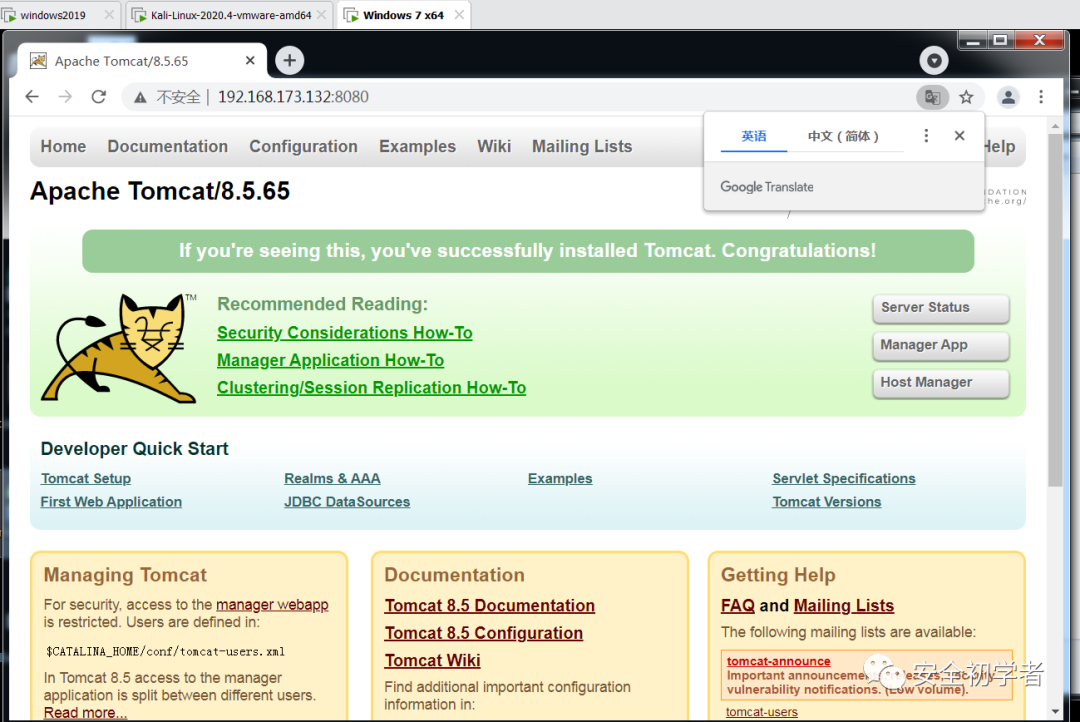 windows2019
Kali-Linux-2020.4-vmware-amd64
Windows 7 x64
Apache Tomcat/8.5.65
不安全
192.168.173.132:8080
英语
中文（简体）
Google Translate
Home Documentation Configuration Examples Wiki Mailing Lists Help
Apache Tomcat/8.5.65
If you're seeing this, you've successfully installed Tomcat. Congratulations!
TM
Recommended Reading:
Security Considerations How-To
Manager Application How-To
Clustering/Session Replication How-To
Server Status
Manager App
Host Manager
Developer Quick Start
Tomcat Setup
First Web Application
Realms & AAA
JDBC DataSources
Examples
Servlet Specifications
Tomcat Versions
Managing Tomcat
For security, access to the manager webapp
is restricted. Users are defined in:
$CATALINA_HOME/conf/tomcat-users.xml
In Tomcat 8.5 access to the manager
application is split between different users.
Read more...
Documentation
Tomcat 8.5 Documentation
Tomcat 8.5 Configuration
Tomcat Wiki
Find additional important configuration
information in:
Getting Help
FAQ and Mailing Lists
The following mailing lists are available:
tomcat-announce
Important
vulnerability notifications. (Low volume).
tomcat-users
安全初学者